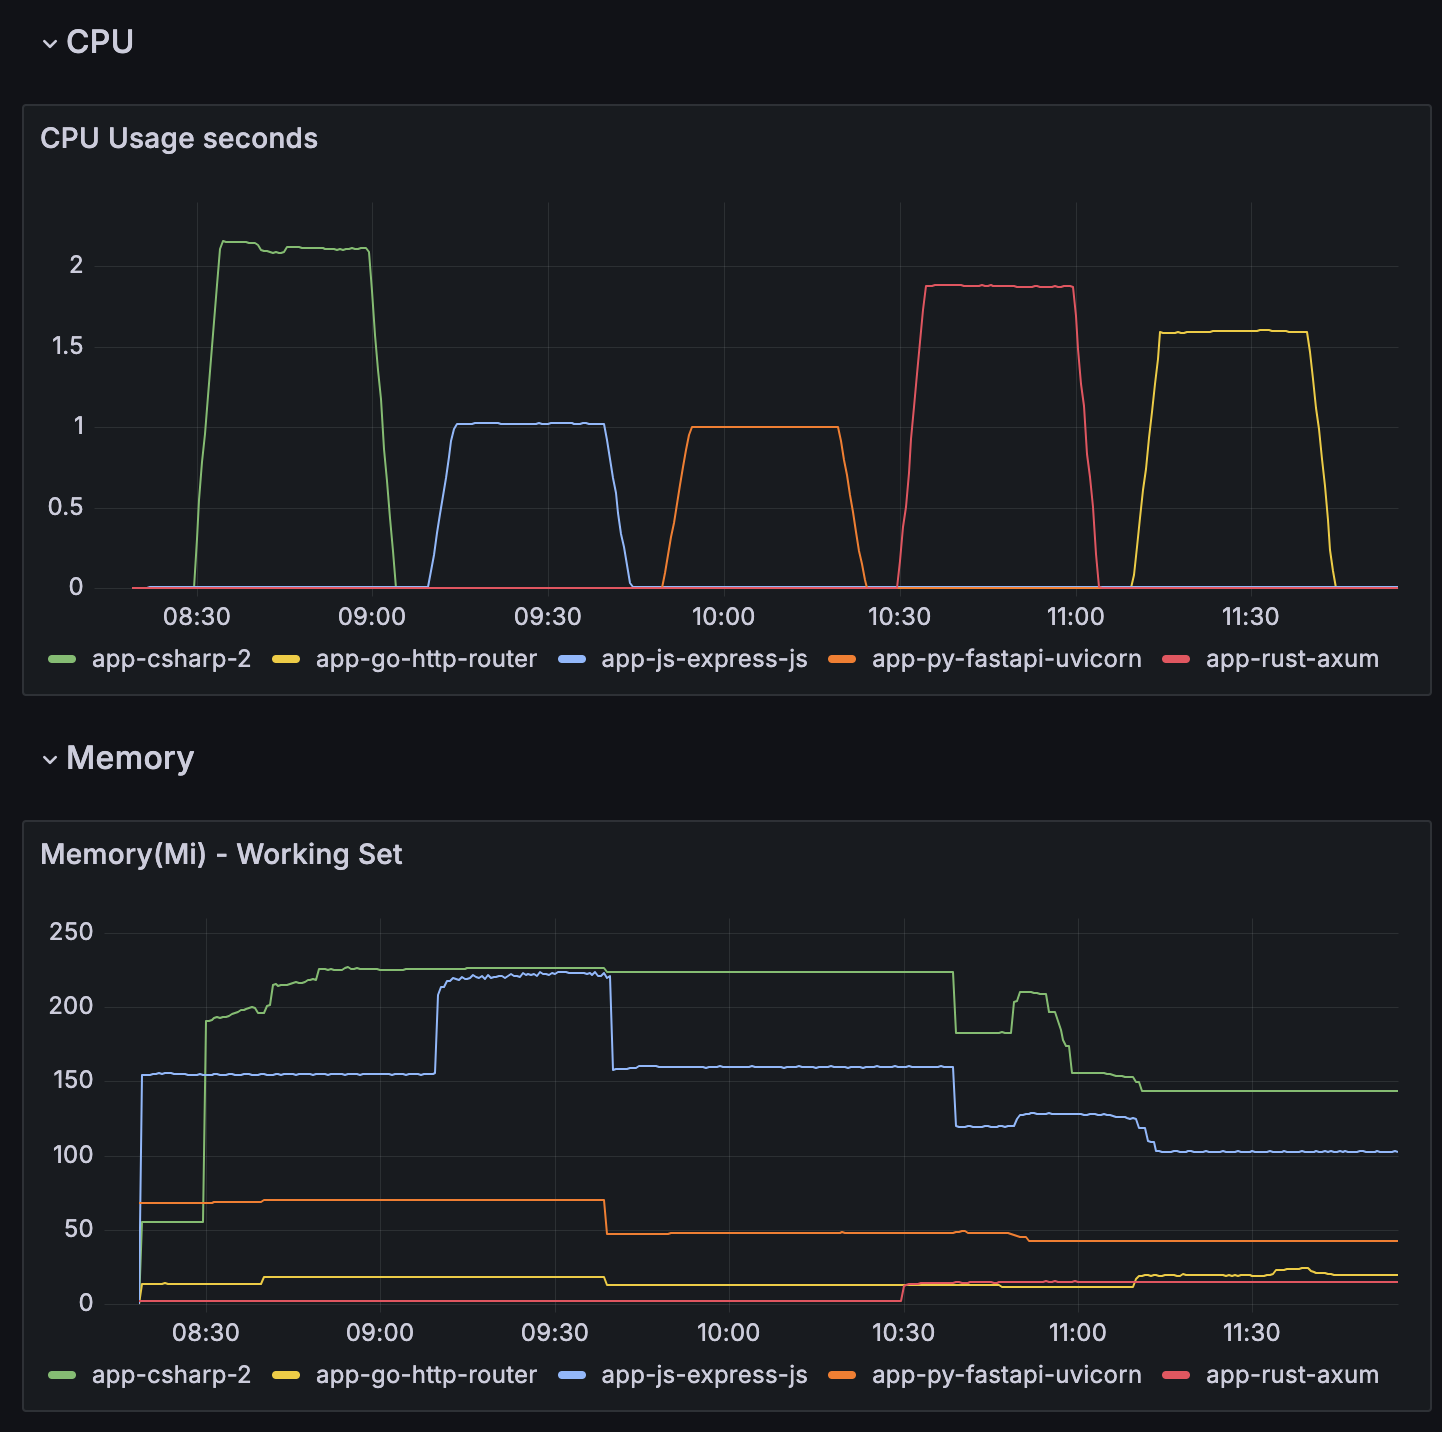 CPU
CPU Usage seconds
2
1.5
1
0.5
0
08:30 09:00 09:30 10:00 10:30 11:00 11:30
app-csharp-2 app-go-http-router app-js-express-js app-py-fastapi-uvicorn app-rust-axum
Memory
Memory(Mi) - Working Set
250
200
150
100
50
0
08:30 09:00 09:30 10:00 10:30 11:00 11:30
app-csharp-2 app-go-http-router app-js-express-js app-py-fastapi-uvicorn app-rust-axum